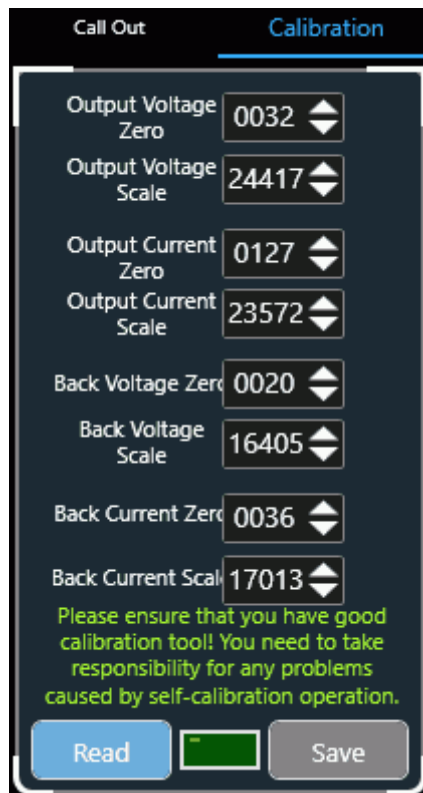 Call Out Calibration
Output Voltage
Zero
0032
Output Voltage
Scale
24417
Output Current
Zero
0127
Output Current
Scale
23572
Back Voltage Zero 0020
Back Voltage
Scale
16405
Back Current Zero 0036
Back Current Scal 17013
Please ensure that you have good
calibration tool! You need to take
responsibility for any problems
caused by self-calibration operation.
Read Save